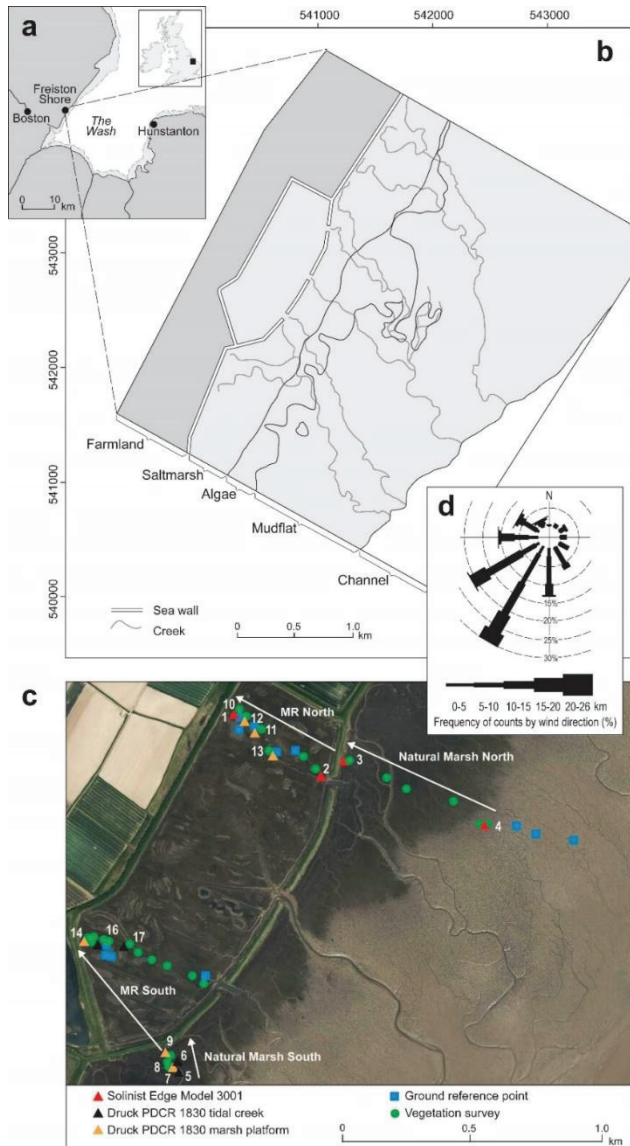 a
Freiston
Shore
Boston
The
Wash
Hunstanton
0 10
km
541000 542000 543000
b
543000
542000
541000
540000
Farmland
Saltmarsh
Algae
Mudflat
Channel
Sea wall
Creek
0 0.5 1.0
km
d
N
15%
20%
25%
30%
0-5 5-10 10-15 15-20 20-26 km
Frequency of counts by wind direction (%)
c
MR North
10
1
12
11
13
2
3
Natural Marsh North
4
14
16
17
MR South
9
6
8
7
5
Natural Marsh South
Solinist Edge Model 3001
Druck PDCR 1830 tidal creek
Druck PDCR 1830 marsh platform
Ground reference point
Vegetation survey
0 0.5 1.0
km